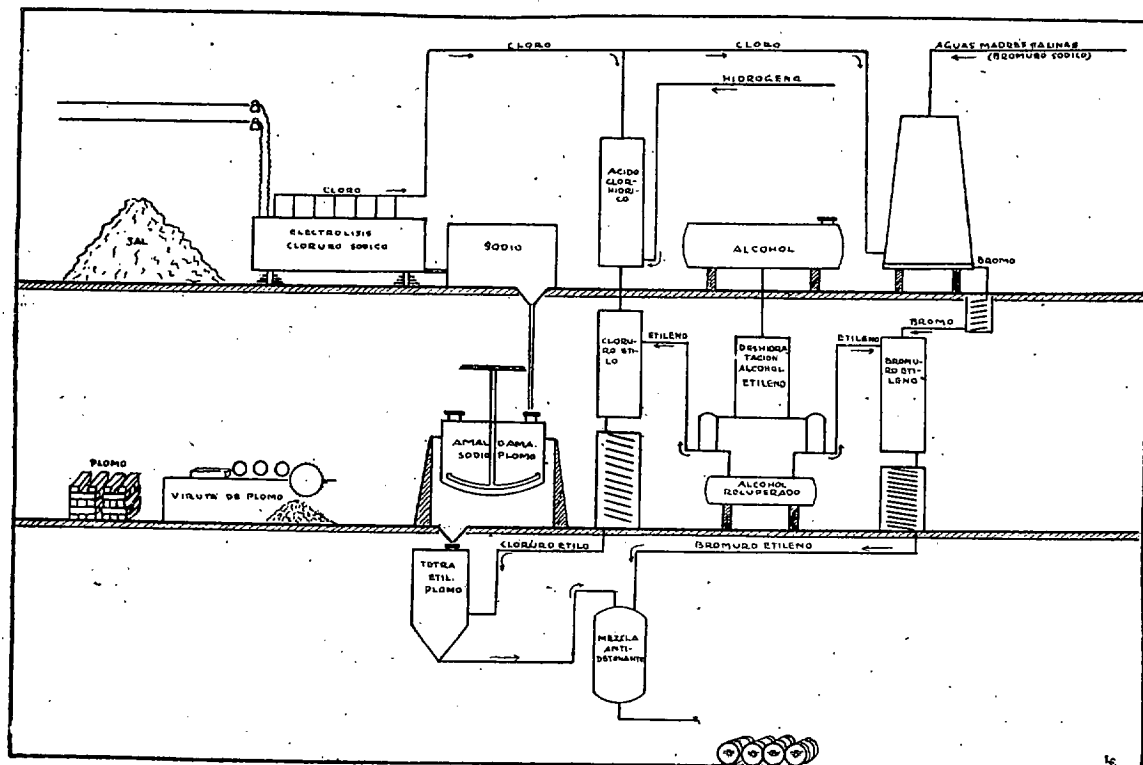 CLORO
CLORO
AGUAS MADRES SALINAS
(BROMURO SODICO)
HIDROGENA
SAL
CLORO
ELECTROLISIS
CLORURO SODICO
SODIO
ACIDO
CLOR-
HIDRI-
CO
ALCOHOL
BROMO
BROMO
CLORU-
RO ETI-
LO
ETILENO
DESHIDRA-
TACION
ALCOHOL
ETILENO
ETILENO
BROMU-
RO ETI-
LENO
AMALGAMA
SODIO PLOMO
PLOMO
VIRUTA DE PLOMO
ALCOHOL
RECUPERADO
CLORURO ETILO
BROMURO ETILENO
TETRA
ETIL.
PLOMO
MEZCLA
ANTI-
DETONANTE